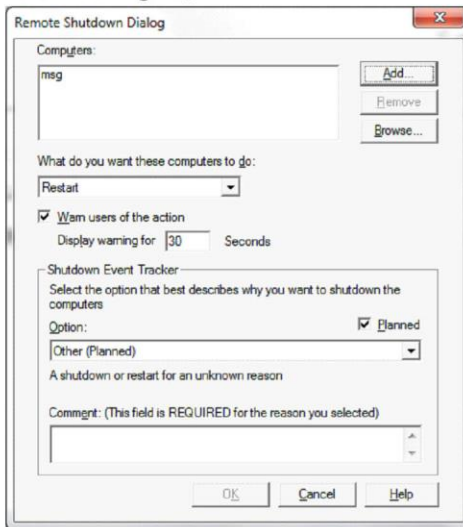 Remote Shutdown Dialog
Computers:
msg
Add...
Remove
Browse...
What do you want these computers to do:
Restart
Warn users of the action
Display warning for 30 Seconds
Shutdown Event Tracker
Select the option that best describes why you want to shutdown the
computers
Option:
Planned
Other (Planned)
A shutdown or restart for an unknown reason
Comment: (This field is REQUIRED for the reason you selected)
OK Cancel Help